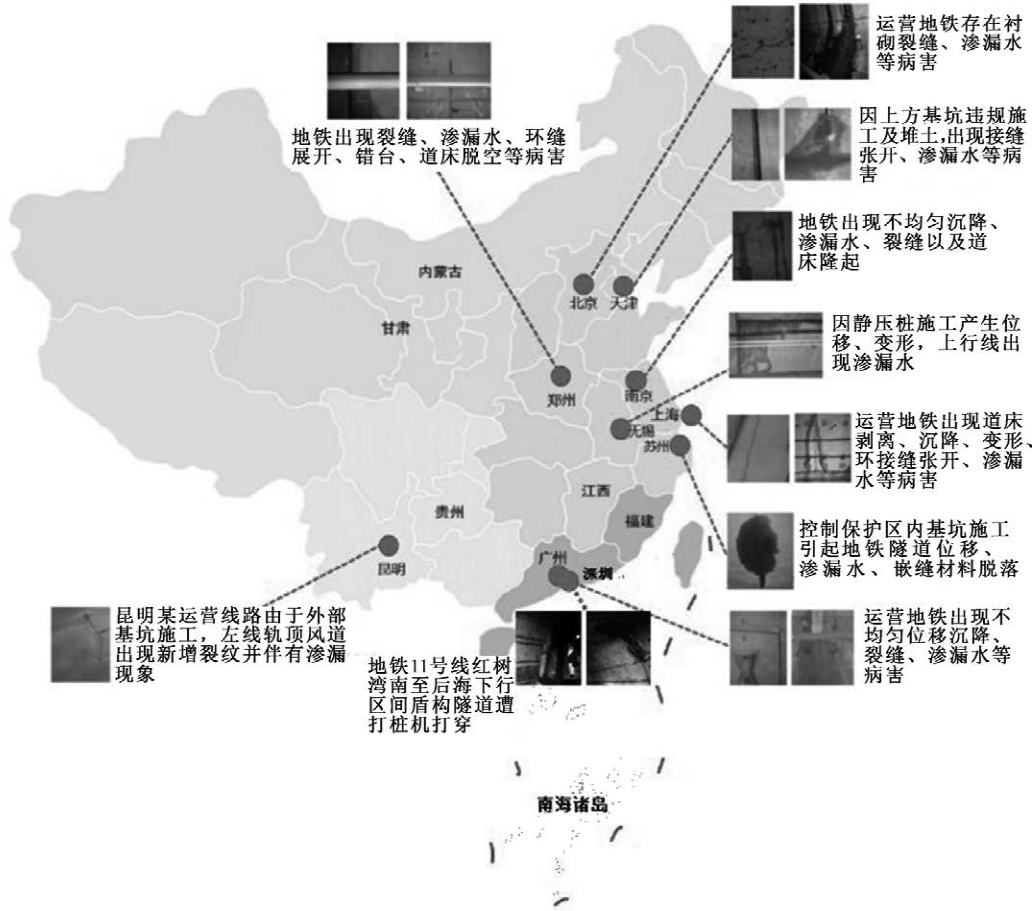 运营地铁存在衬
砌裂缝、渗漏水
等病害
因上方基坑违规施
工及堆土,出现接缝
张开、渗漏水等病
害
地铁出现裂缝、渗漏水、环缝
展开、错台、道床脱空等病害
地铁出现不均匀沉降、
渗漏水、裂缝以及道
床隆起
内蒙古
北京
天津
甘肃
因静压桩施工产生位
移、变形，上行线出
现渗漏水
郑州
南京
上海
无锡
苏州
运营地铁出现道床
剥离、沉降、变形、
环接缝张开、渗漏
水等病害
江西
贵州
福建
控制保护区内基坑施工
引起地铁隧道位移、
渗漏水、嵌缝材料脱落
广州
昆明
深圳
昆明某运营线路由于外部
基坑施工，左线轨顶风道
出现新增裂纹并伴有渗漏
现象
运营地铁出现不
均匀位移沉降、
裂缝、渗漏水等
病害
地铁11号线红树
湾南至后海下行
区间盾构隧道遭
打桩机打穿
南海诸岛